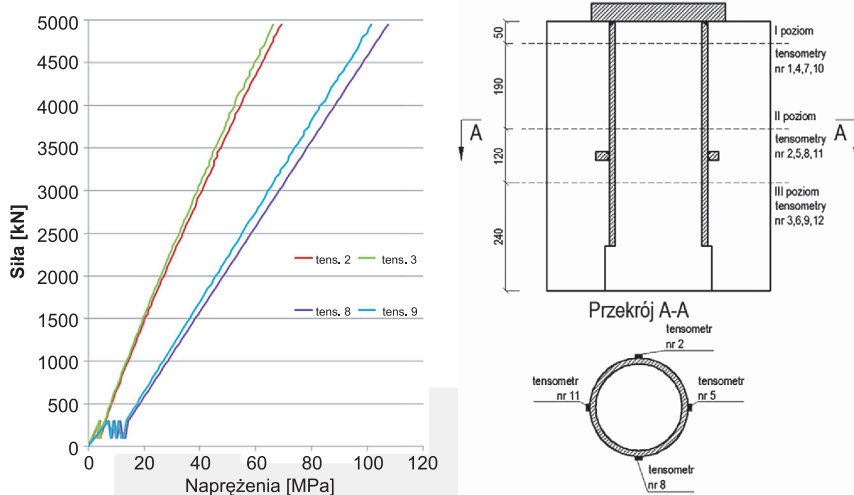 5000
4500
4000
3500
3000
2500
2000
1500
1000
500
0
Siła [kN]
0 20 40 60 80 100 120
Naprężenia [MPa]
tens. 2 tens. 3
tens. 8 tens. 9
50
190
120
240
I poziom
tensometry
nr 1,4,7,10
II poziom
A A
tensometry
nr 2,5,8,11
III poziom
tensometry
nr 3,6,9,12
Przekrój A-A
tensometr
nr 2
tensometr
nr 11
tensometr
nr 5
tensometr
nr 8